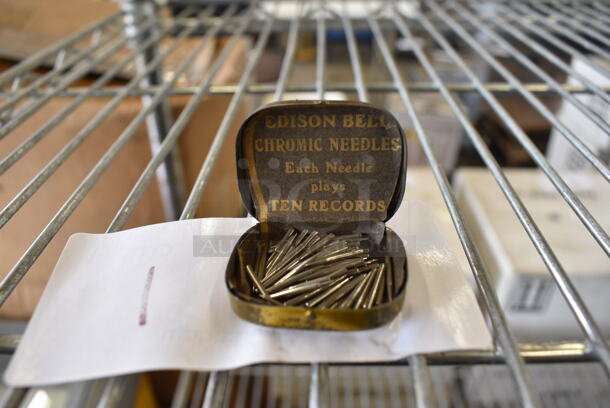 EDISON BELL
CHROMIC NEEDLES
Each Needle
plays
TEN RECORDS